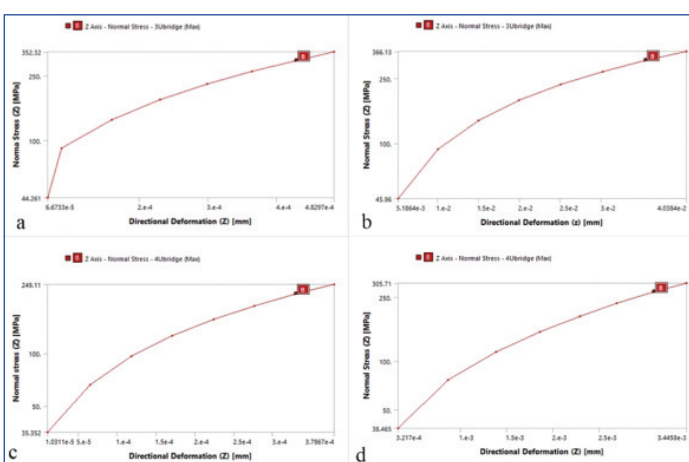 B Z Axis - Normal Stress - 3Ubridge (Max)
352.32
250.
100.
44.261
Norma Stress (Z) [MPa]
B
6.6733e-5
2.e-4
3.e-4
4.e-4
4.8297e-4
Directional Deformation (Z) [mm]
a
B Z Axis - Normal Stress - 3Ubridge (Max)
366.13
250.
100.
45.96
Normal Stress (Z) [MPa]
B
5.1864e-3
1.e-2
1.5e-2
2.e-2
2.5e-2
3.e-2
4.0384e-2
Directional Deformation (z) [mm]
b
B Z Axis - Normal Stress - 4Ubridge (Max)
249.11
100.
50.
35.352
Normal stress (Z) [MPa]
B
1.0311e-5
5.e-5
1.e-4
1.5e-4
2.e-4
2.5e-4
3.e-4
3.7867e-4
Directional Deformation (Z) [mm]
c
B Z Axis - Normal Stress - 4Ubridge (Max)
305.71
250.
100.
35.465
Normal Stress (Z) [MPa]
B
3.217e-4
1.e-3
1.5e-3
2.e-3
2.5e-3
3.4458e-3
Directional Deformation (Z) [mm]
d